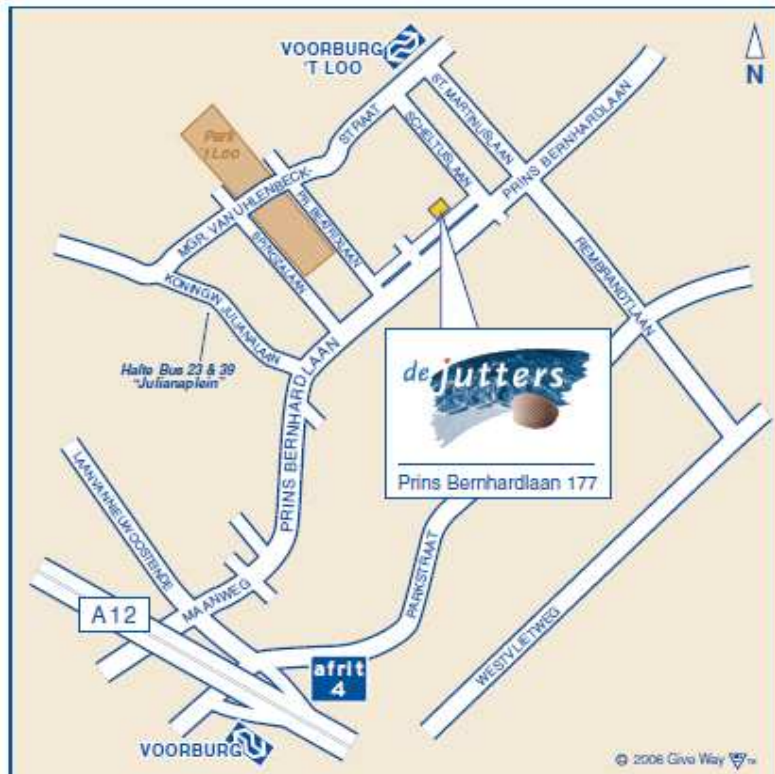 VOORBURG
'T LOO
N
ST. MARTINUSLAAN
SCHELTUSLAAN
STRAAT
PRINS BERNHARDLAAN
Park
't Loo
MGR. VAN UHLENBECK-
PR. BEATRIXLAAN
SPINOZALAAN
REMBRANDTLAAN
KONINGIN JULIANALAAN
Halte Bus 23 & 39
"Julianaplein"
PRINS BERNHARDLAAN
de jutters
Prins Bernhardlaan 177
LAAN VAN NIEUW OOSTEINDE
MAANWEG
PARKSTRAAT
A12
afrit
4
WESTVLIETWEG
VOORBURG
© 2006 Give Way TM